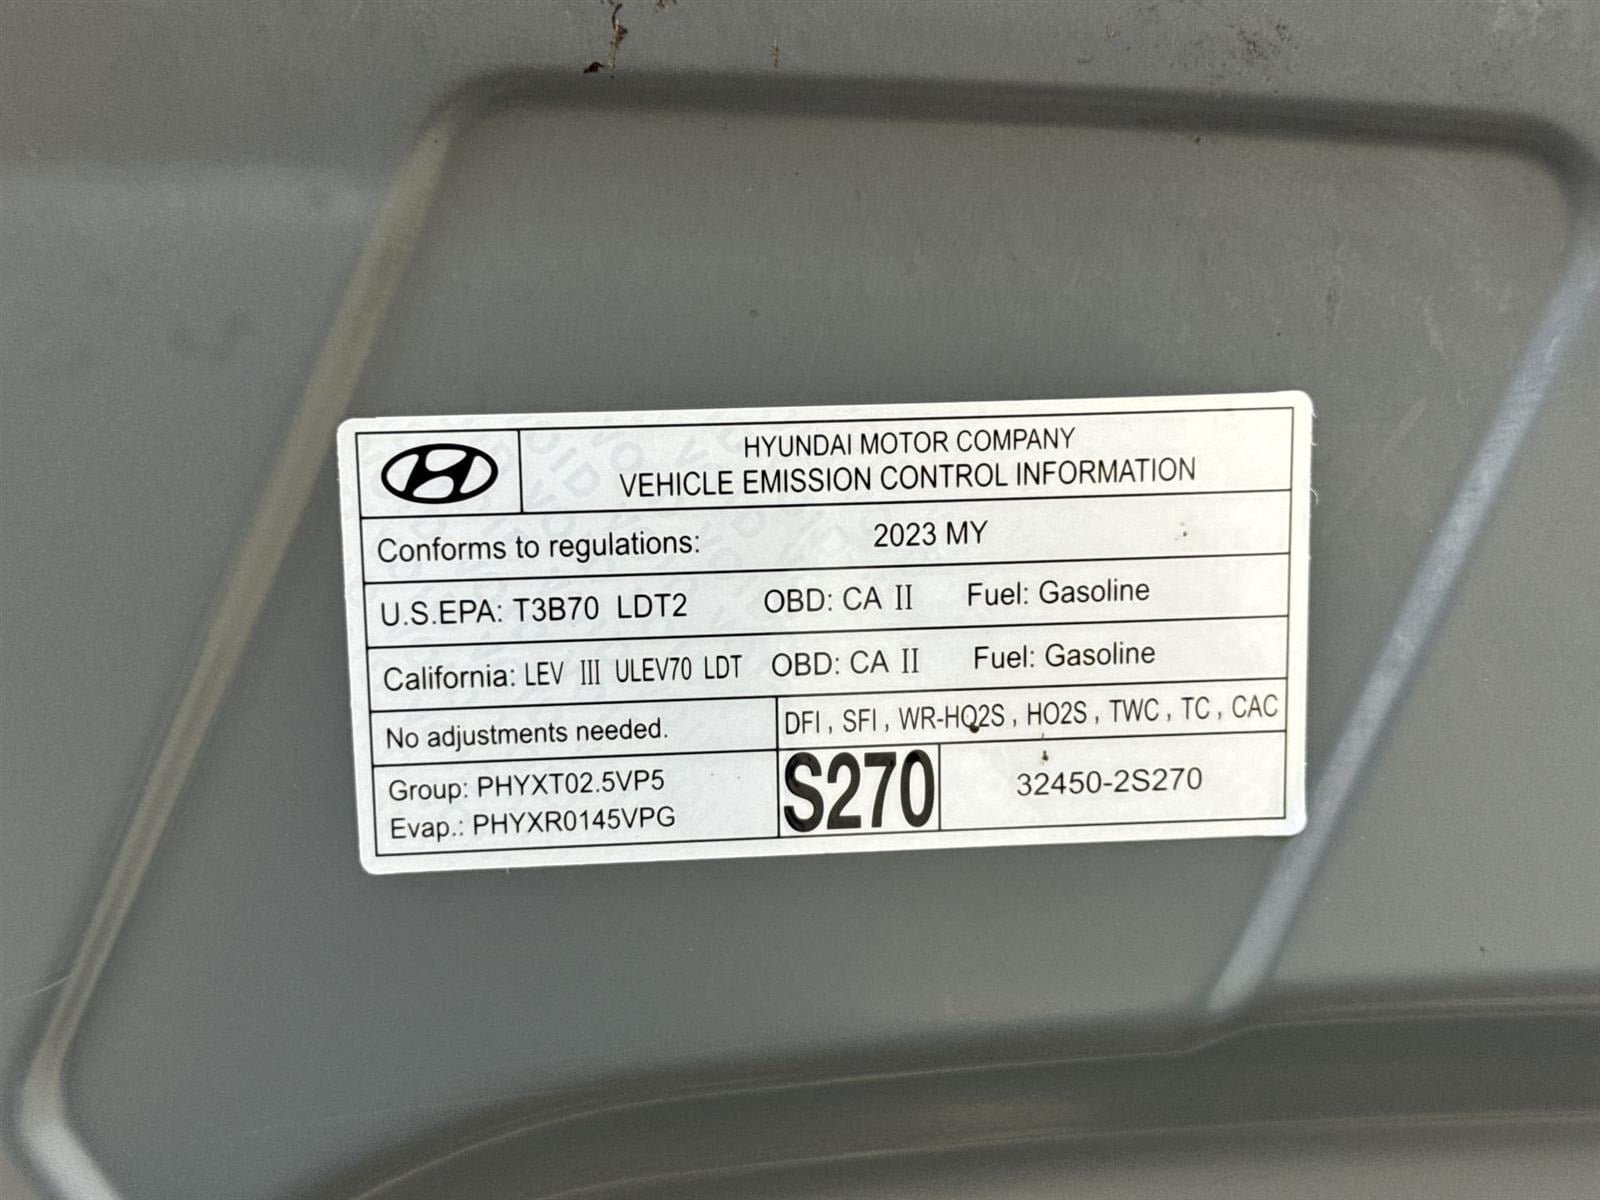 HYUNDAI MOTOR COMPANY
VEHICLE EMISSION CONTROL INFORMATION
Conforms to regulations: 2023 MY
U.S.EPA: T3B70 LDT2 OBD: CA II Fuel: Gasoline
California: LEV III ULEV70 LDT OBD: CA II Fuel: Gasoline
No adjustments needed. DFI , SFI , WR-HO2S , HO2S , TWC , TC , CAC
Group: PHYXT02.5VP5
Evap.: PHYXR0145VPG
S270 32450-2S270